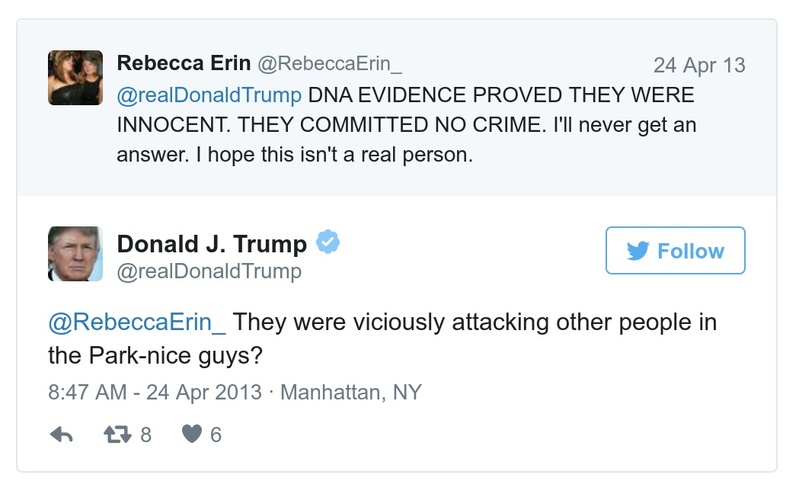 Rebecca Erin @RebeccaErin_ 24 Apr 13
@realDonaldTrump DNA EVIDENCE PROVED THEY WERE
INNOCENT. THEY COMMITTED NO CRIME. I'll never get an
answer. I hope this isn't a real person.
Donald J. Trump
@realDonaldTrump
Follow
@RebeccaErin_ They were viciously attacking other people in
the Park-nice guys?
8:47 AM - 24 Apr 2013 · Manhattan, NY
8 6